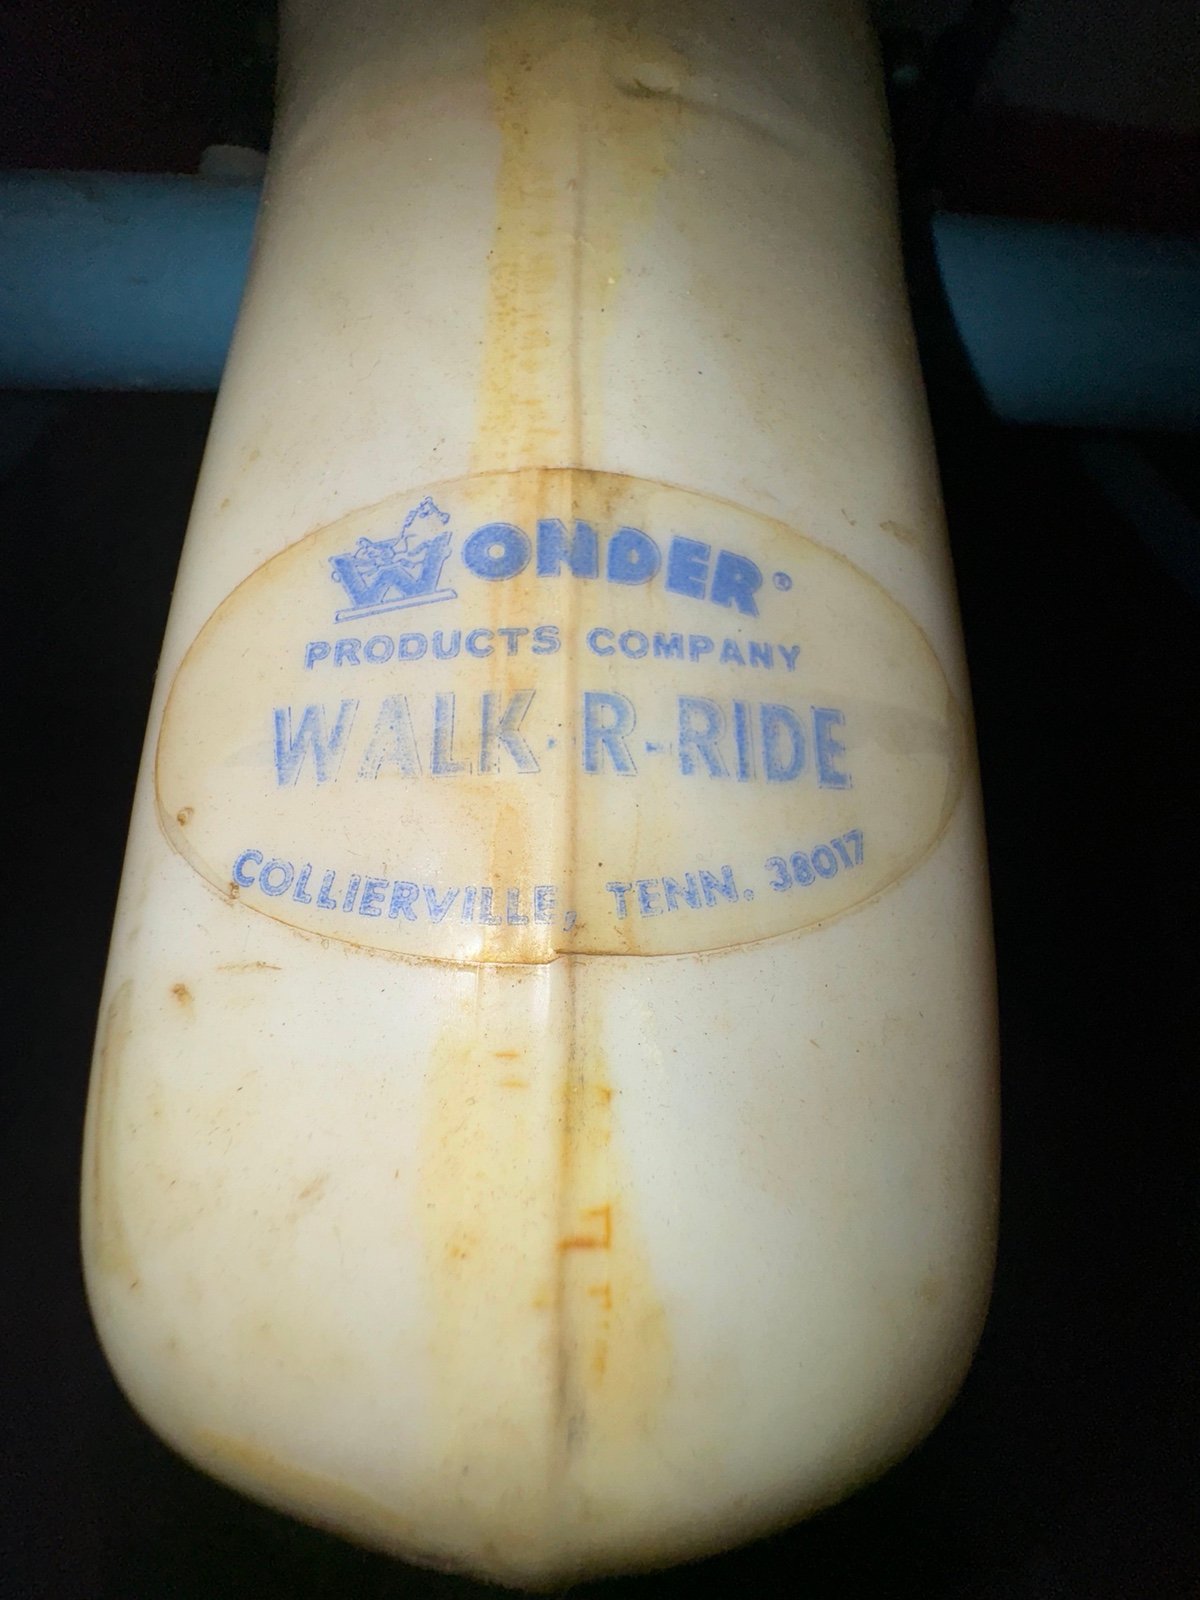 WONDER®
PRODUCTS COMPANY
WALK-R-RIDE
COLLIERVILLE, TENN. 38017